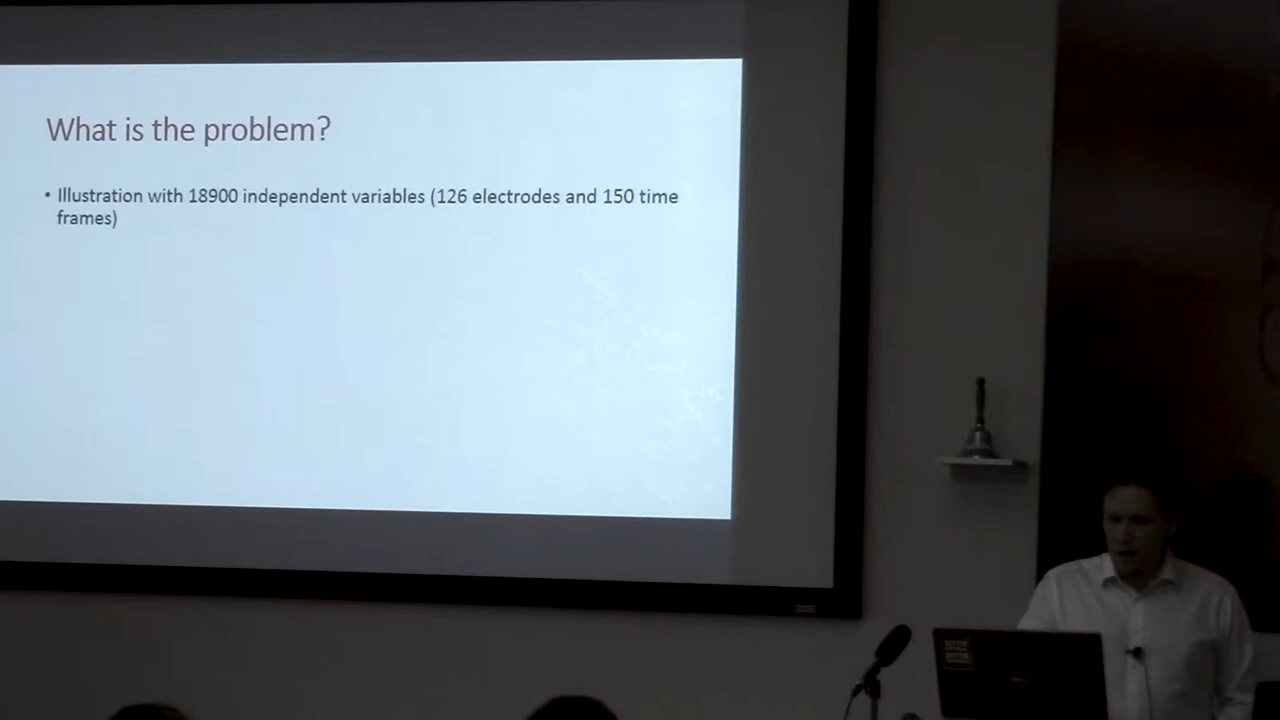 What is the problem?
• Illustration with 18900 independent variables (126 electrodes and 150 time
frames)